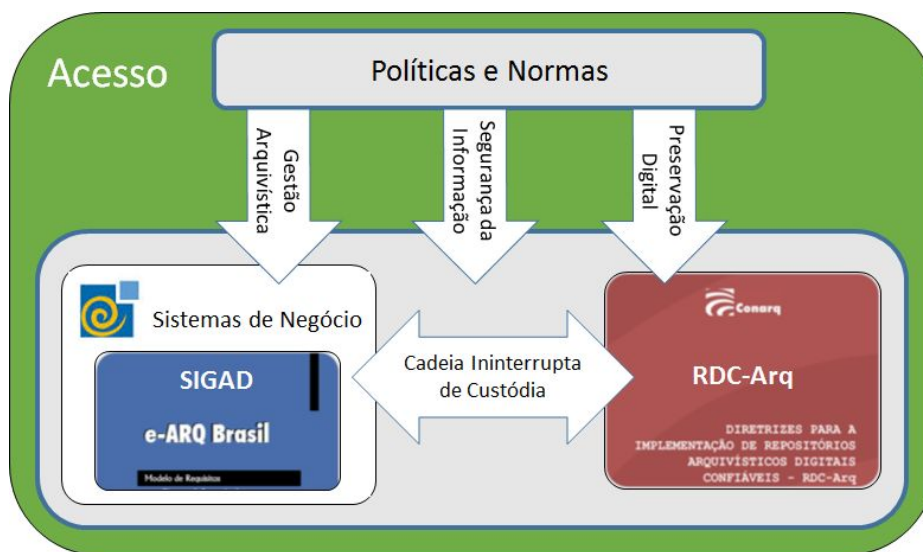 Acesso
Políticas e Normas
Gestão
Arquivística
Segurança da
Informação
Preservação
Digital
Sistemas de Negócio
SIGAD
e-ARQ Brasil
Modelo de Requisitos
Cadeia Ininterrupta
de Custódia
Conarq
RDC-Arq
DIRETRIZES PARA A
IMPLEMENTAÇÃO DE REPOSITÓRIOS
ARQUIVÍSTICOS DIGITAIS
CONFIÁVEIS - RDC-Arq